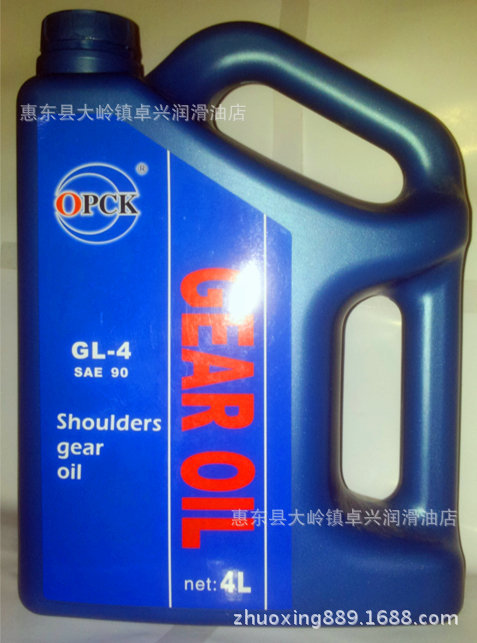 惠东县大岭镇卓兴润滑油店
®
OPCK
GEAR OIL
GL-4
SAE 90
Shoulders
gear
oil
惠东县大岭镇卓兴润滑油店
net: 4L
zhuoxing889.1688.com